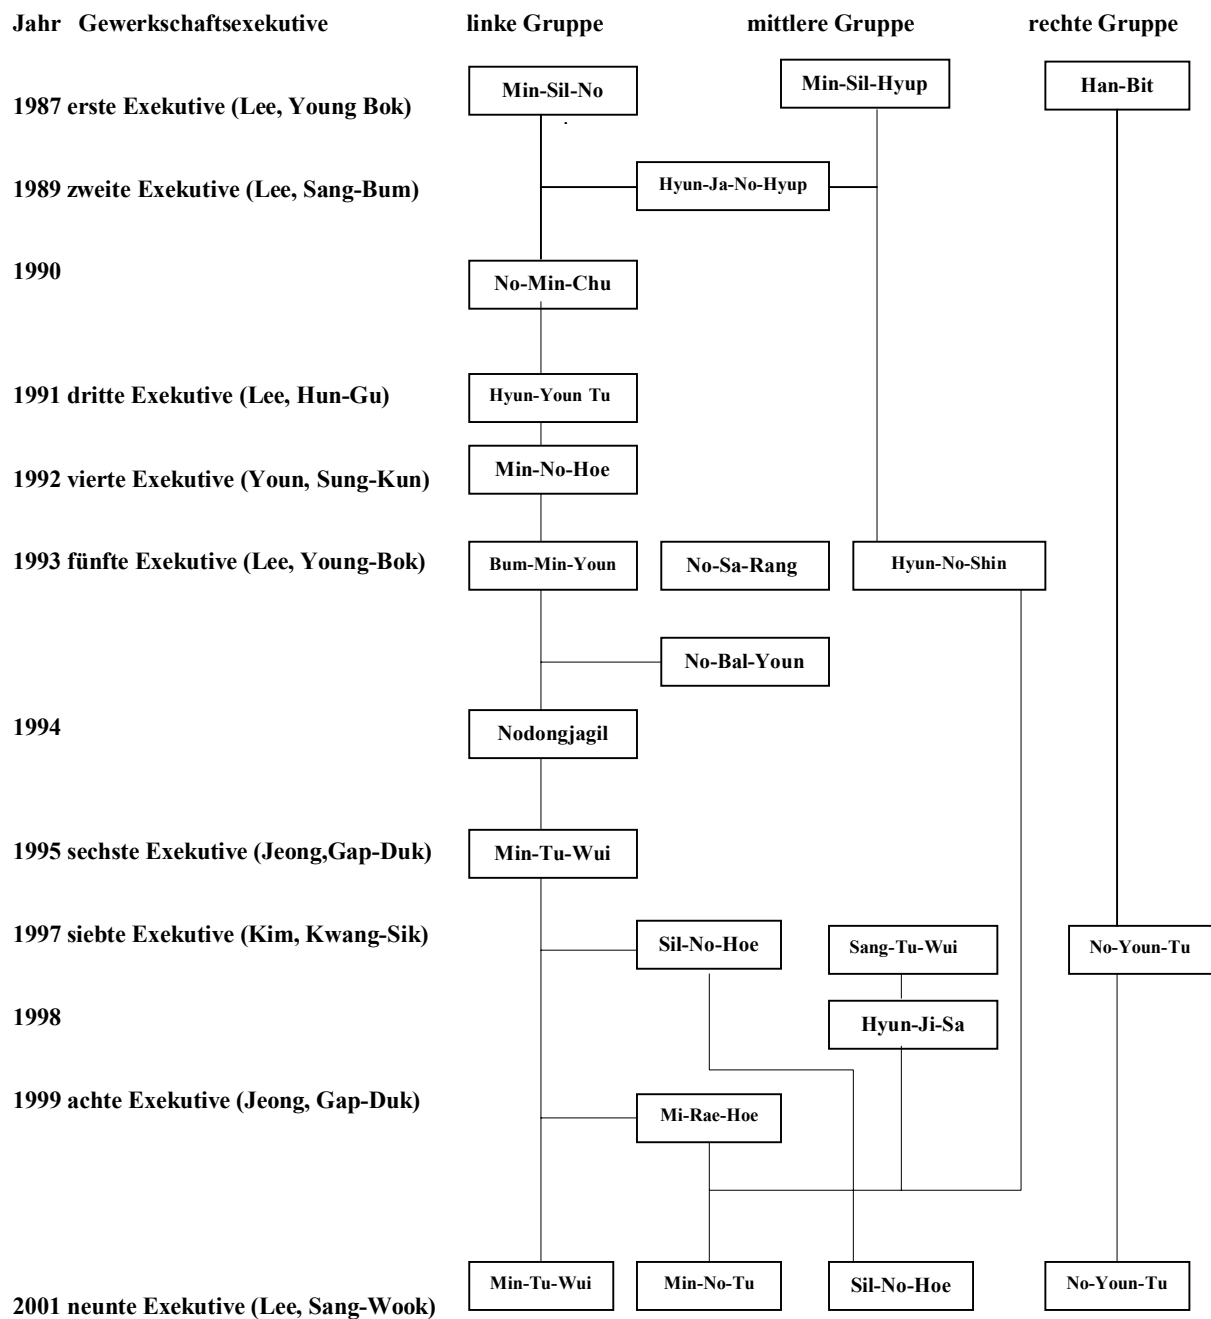 Jahr Gewerkschaftsexekutive linke Gruppe mittlere Gruppe rechte Gruppe
Min-Sil-No Min-Sil-Hyup Han-Bit
1987 erste Exekutive (Lee, Young Bok)
Hyun-Ja-No-Hyup
1989 zweite Exekutive (Lee, Sang-Bum)
1990
No-Min-Chu
1991 dritte Exekutive (Lee, Hun-Gu) Hyun-Youn Tu
Min-No-Hoe
1992 vierte Exekutive (Youn, Sung-Kun)
1993 fünfte Exekutive (Lee, Young-Bok) Bum-Min-Youn No-Sa-Rang Hyun-No-Shin
No-Bal-Youn
1994 Nodongjagil
1995 sechste Exekutive (Jeong,Gap-Duk) Min-Tu-Wui
1997 siebte Exekutive (Kim, Kwang-Sik) Sil-No-Hoe Sang-Tu-Wui No-Youn-Tu
1998 Hyun-Ji-Sa
1999 achte Exekutive (Jeong, Gap-Duk) Mi-Rae-Hoe
Min-Tu-Wui Min-No-Tu Sil-No-Hoe No-Youn-Tu
2001 neunte Exekutive (Lee, Sang-Wook)